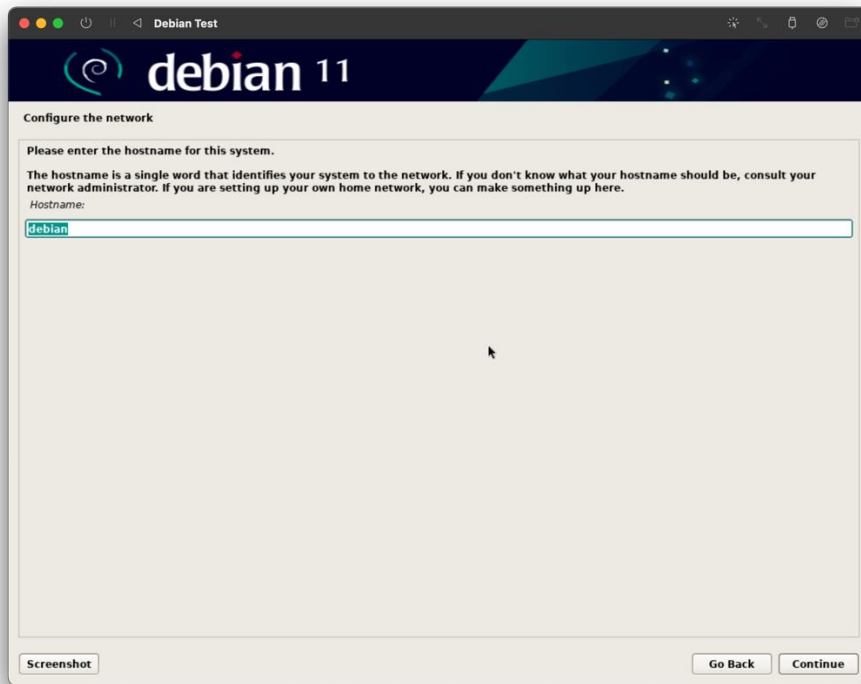 Debian Test
debian 11
Configure the network
Please enter the hostname for this system.
The hostname is a single word that identifies your system to the network. If you don't know what your hostname should be, consult your
network administrator. If you are setting up your own home network, you can make something up here.
Hostname:
debian
Screenshot
Go Back
Continue